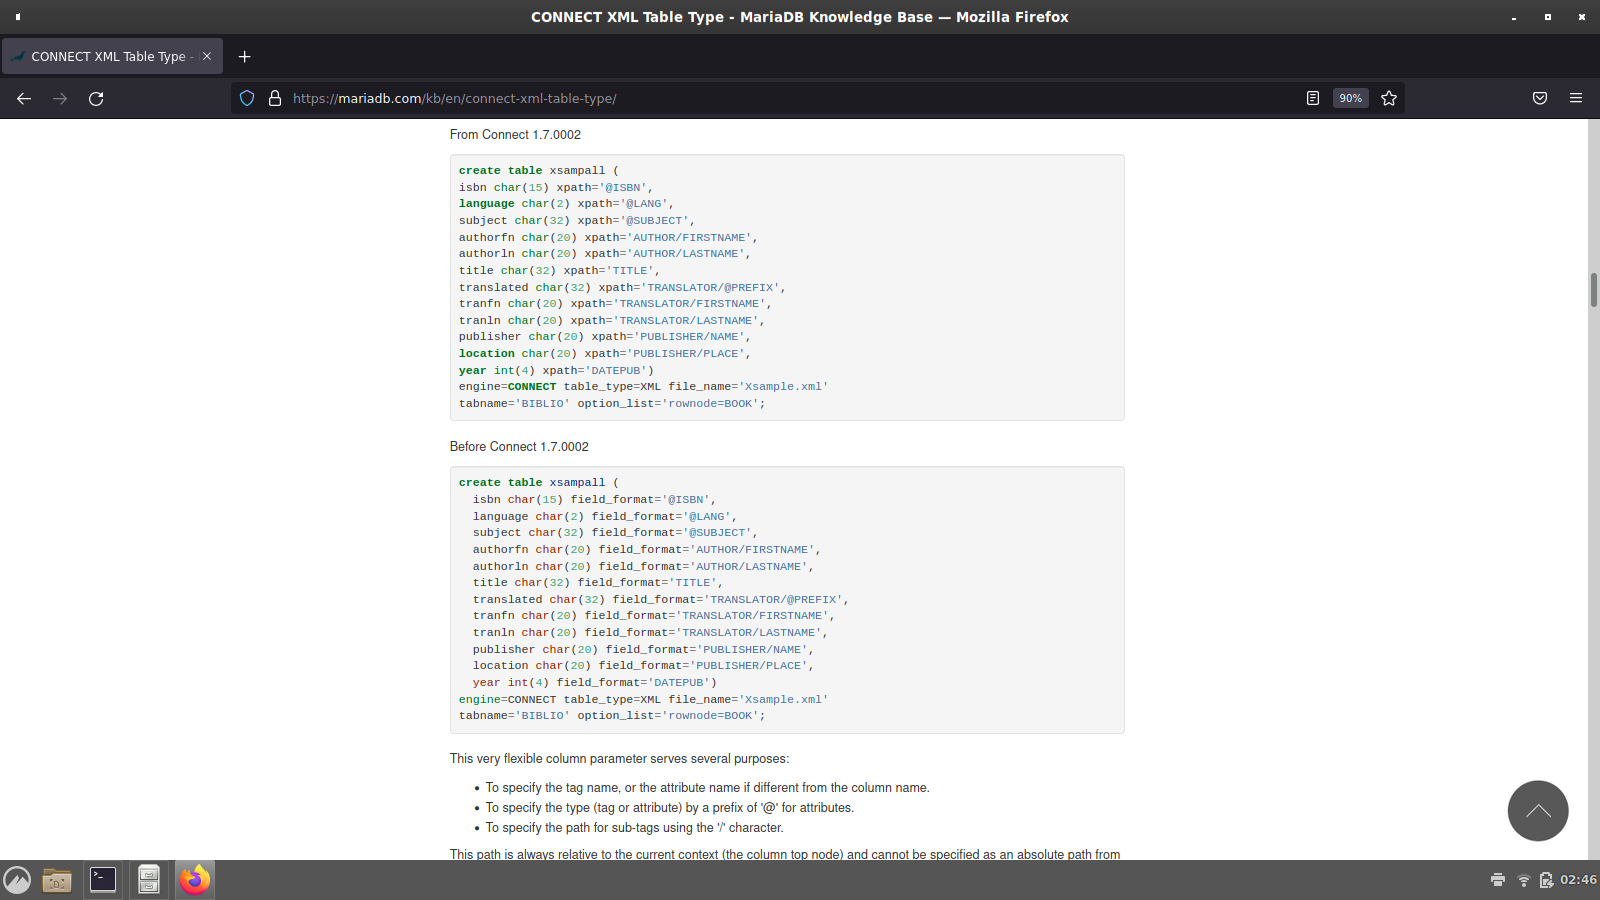 CONNECT XML Table Type - MariaDB Knowledge Base — Mozilla Firefox
CONNECT XML Table Type -
https://mariadb.com/kb/en/connect-xml-table-type/
90%
From Connect 1.7.0002
create table xsampall (
isbn char(15) xpath='@ISBN',
language char(2) xpath='@LANG',
subject char(32) xpath='@SUBJECT',
authorfn char(20) xpath='AUTHOR/FIRSTNAME',
authorln char(20) xpath='AUTHOR/LASTNAME',
title char(32) xpath='TITLE',
translated char(32) xpath='TRANSLATOR/@PREFIX',
tranfn char(20) xpath='TRANSLATOR/FIRSTNAME',
tranln char(20) xpath='TRANSLATOR/LASTNAME',
publisher char(20) xpath='PUBLISHER/NAME',
location char(20) xpath='PUBLISHER/PLACE',
year int(4) xpath='DATEPUB')
engine=CONNECT table_type=XML file_name='Xsample.xml'
tabname='BIBLIO' option_list='rownode=BOOK';
Before Connect 1.7.0002
create table xsampall (
isbn char(15) field_format='@ISBN',
language char(2) field_format='@LANG',
subject char(32) field_format='@SUBJECT',
authorfn char(20) field_format='AUTHOR/FIRSTNAME',
authorln char(20) field_format='AUTHOR/LASTNAME',
title char(32) field_format='TITLE',
translated char(32) field_format='TRANSLATOR/@PREFIX',
tranfn char(20) field_format='TRANSLATOR/FIRSTNAME',
tranln char(20) field_format='TRANSLATOR/LASTNAME',
publisher char(20) field_format='PUBLISHER/NAME',
location char(20) field_format='PUBLISHER/PLACE',
year int(4) field_format='DATEPUB')
engine=CONNECT table_type=XML file_name='Xsample.xml'
tabname='BIBLIO' option_list='rownode=BOOK';
This very flexible column parameter serves several purposes:
• To specify the tag name, or the attribute name if different from the column name.
• To specify the type (tag or attribute) by a prefix of '@' for attributes.
• To specify the path for sub-tags using the '/' character.
This path is always relative to the current context (the column top node) and cannot be specified as an absolute path from
02:46